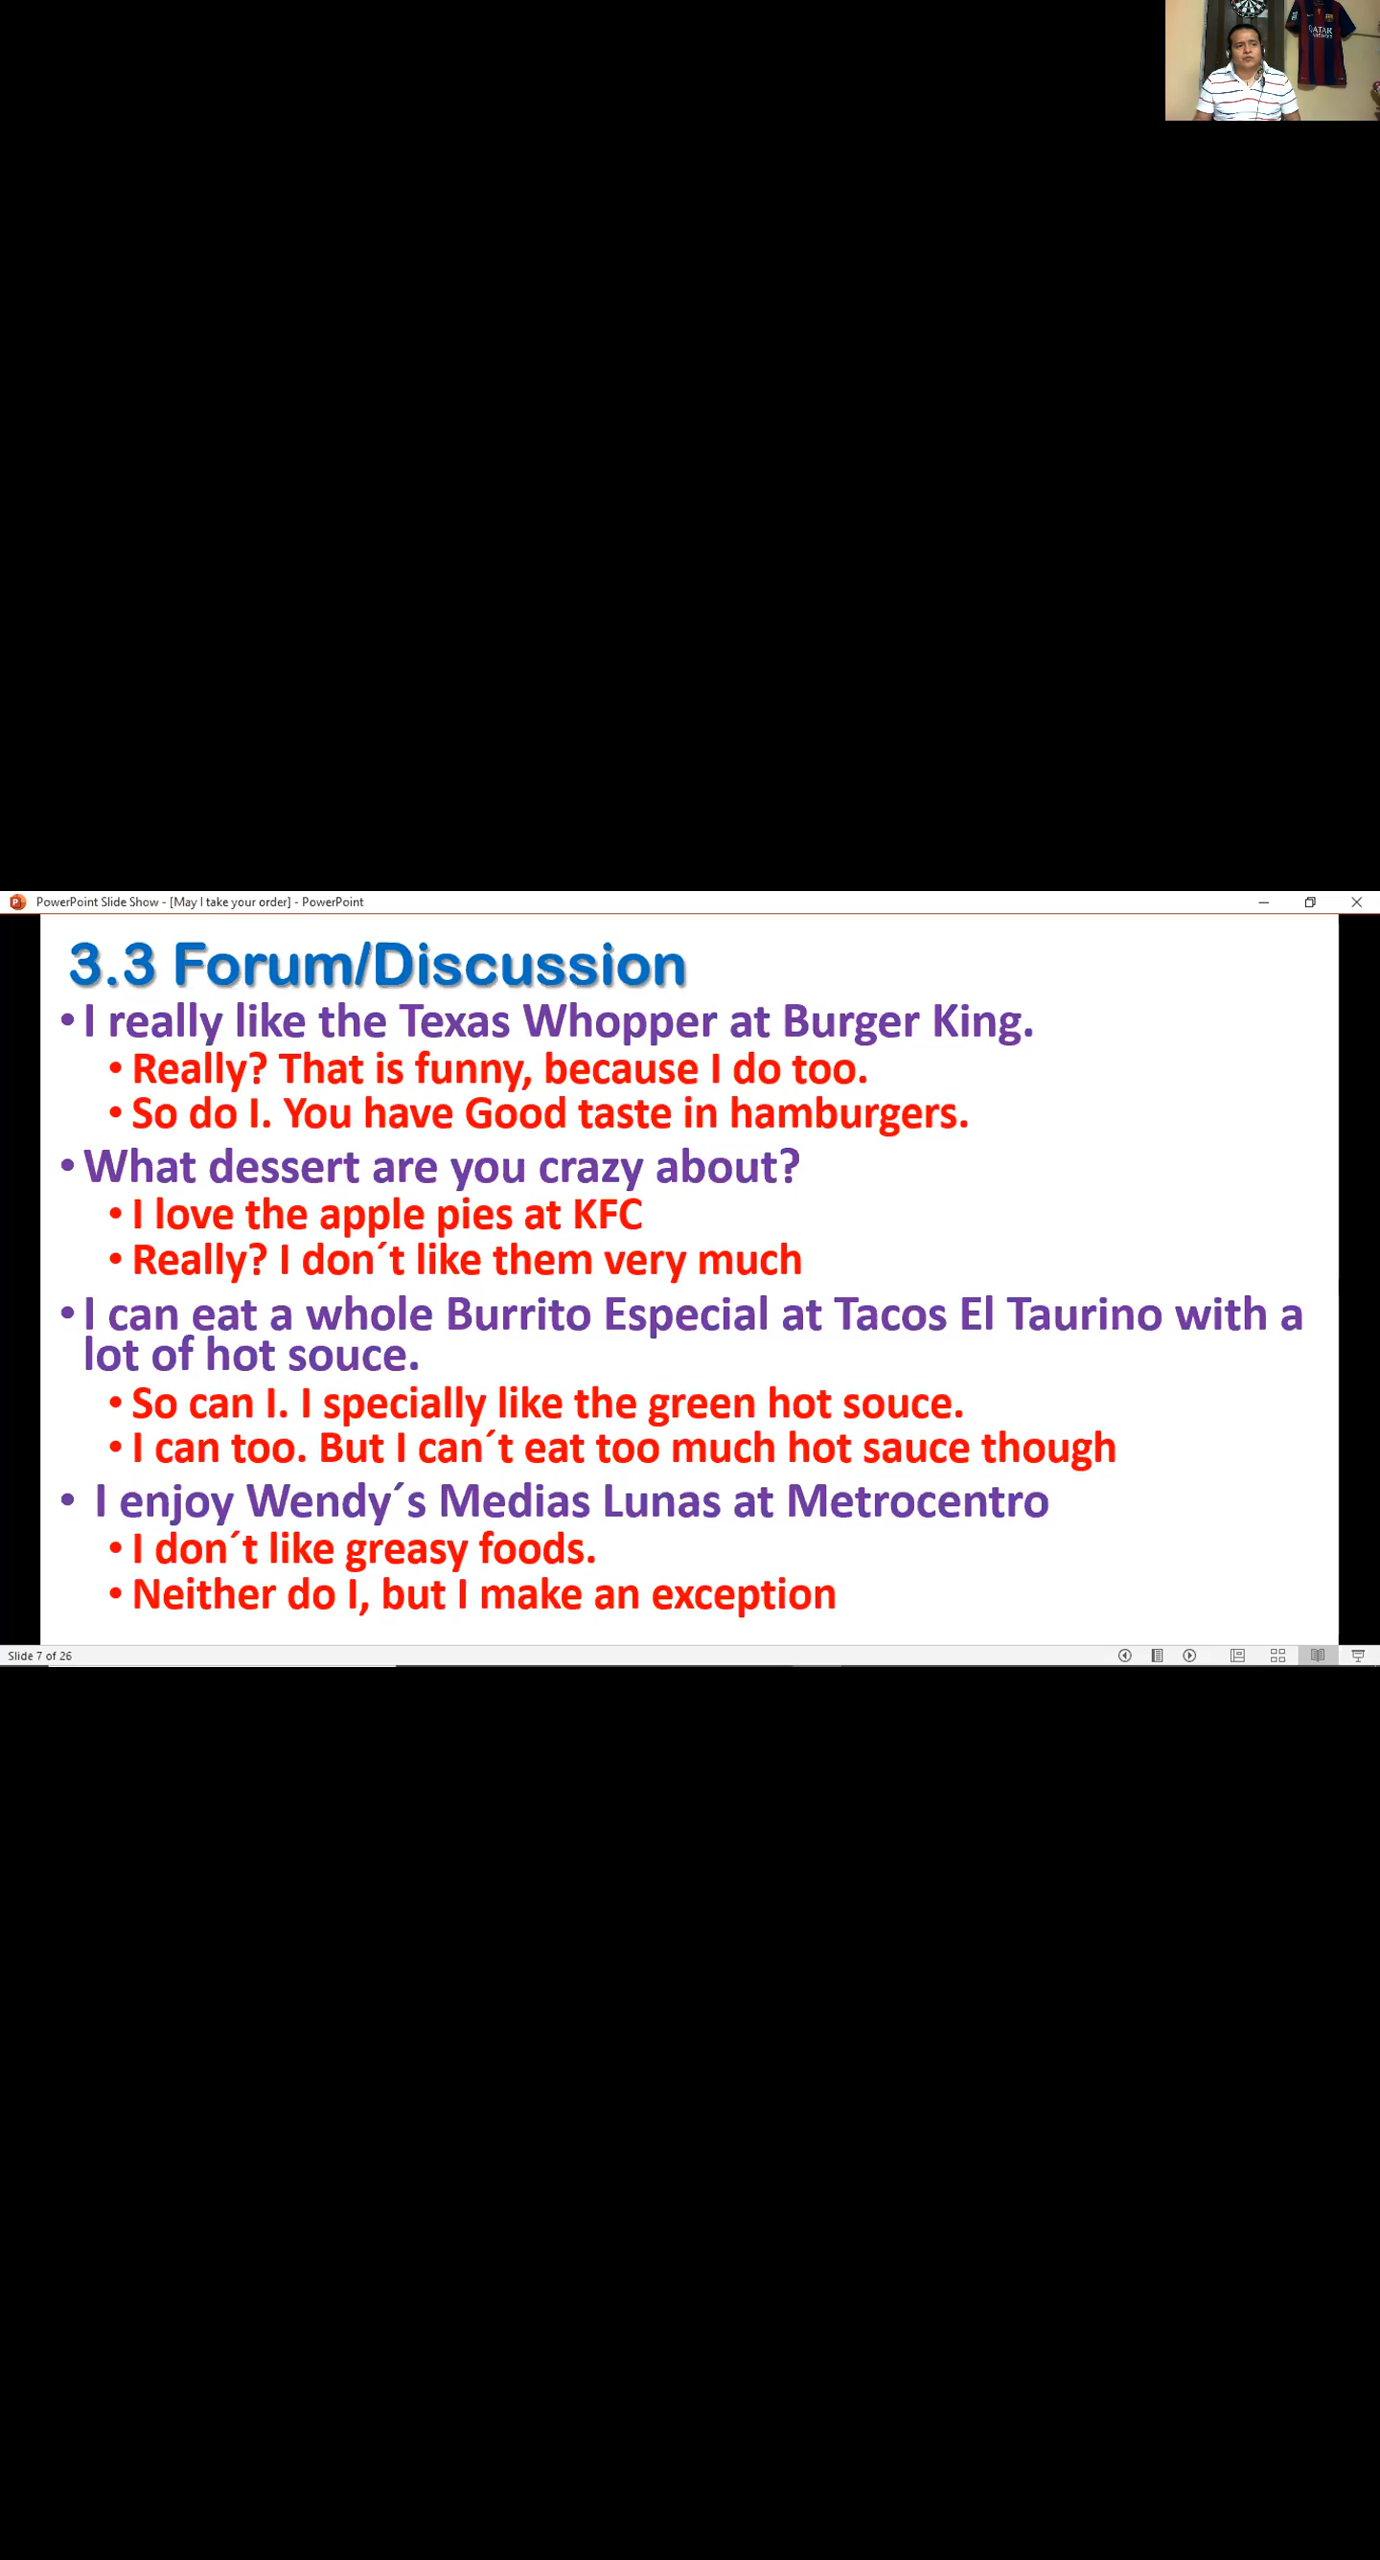 QATAR
PowerPoint Slide Show - [May I take your order] - PowerPoint
3.3 Forum/Discussion
• I really like the Texas Whopper at Burger King.
• Really? That is funny, because I do too.
• So do I. You have Good taste in hamburgers.
• What dessert are you crazy about?
• I love the apple pies at KFC
• Really? I don´t like them very much
• I can eat a whole Burrito Especial at Tacos El Taurino with a
lot of hot souce.
• So can I. I specially like the green hot souce.
• I can too. But I can´t eat too much hot sauce though
• I enjoy Wendy´s Medias Lunas at Metrocentro
• I don´t like greasy foods.
• Neither do I, but I make an exception
Slide 7 of 26